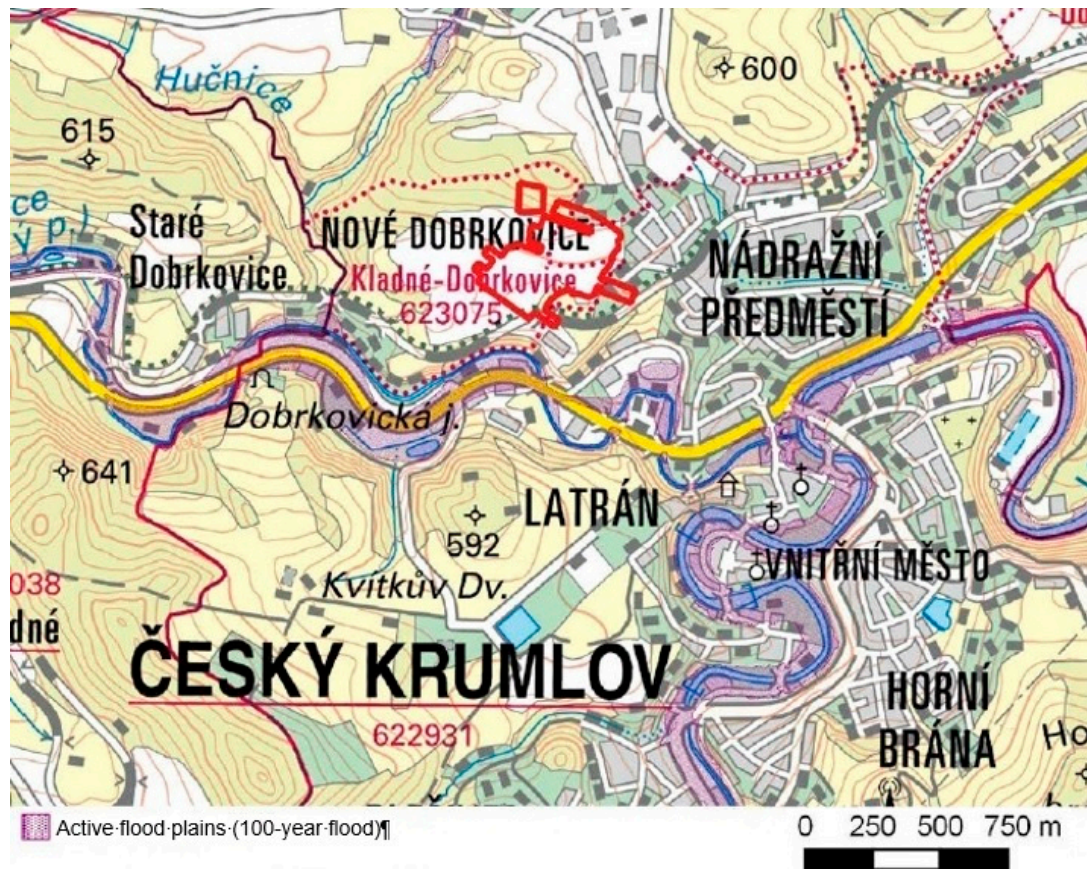 Hučnice
600
615
Staré
Dobrkovice
NOVÉ DOBRKOVICE
Kladné-Dobrkovice
623075
NÁDRAŽNÍ
PŘEDMĚSTÍ
Dobrkovická j.
641
LATRÁN
592
VNITŘNÍ MĚSTO
Kvítkův Dv.
038
dné
ČESKÝ KRUMLOV
622931
HORNÍ
BRÁNA
Ho
Active·flood·plains·(100-year·flood)¶
0 250 500 750 m